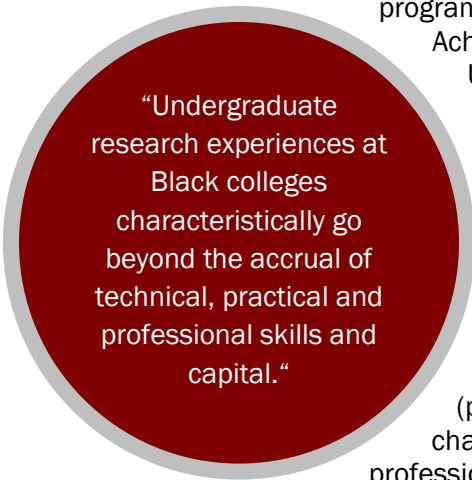 program
Ach
U
“Undergraduate
research experiences at
Black colleges
characteristically go
beyond the accrual of
technical, practical and
professional skills and
capital.“
(p
cha
professio